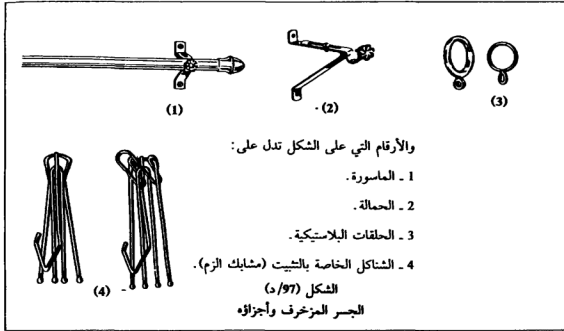 (1)
(2)
(3)
والأرقام التي على الشكل تدل على:
1 ـ الماسورة.
2 ـ الحمالة.
3 ـ الحلقات البلاستيكية.
4 ـ الشناكل الخاصة بالتثبيت (مشابك الزم).
(4)
الشكل (97/د)
الجسر المزخرف وأجزاؤه